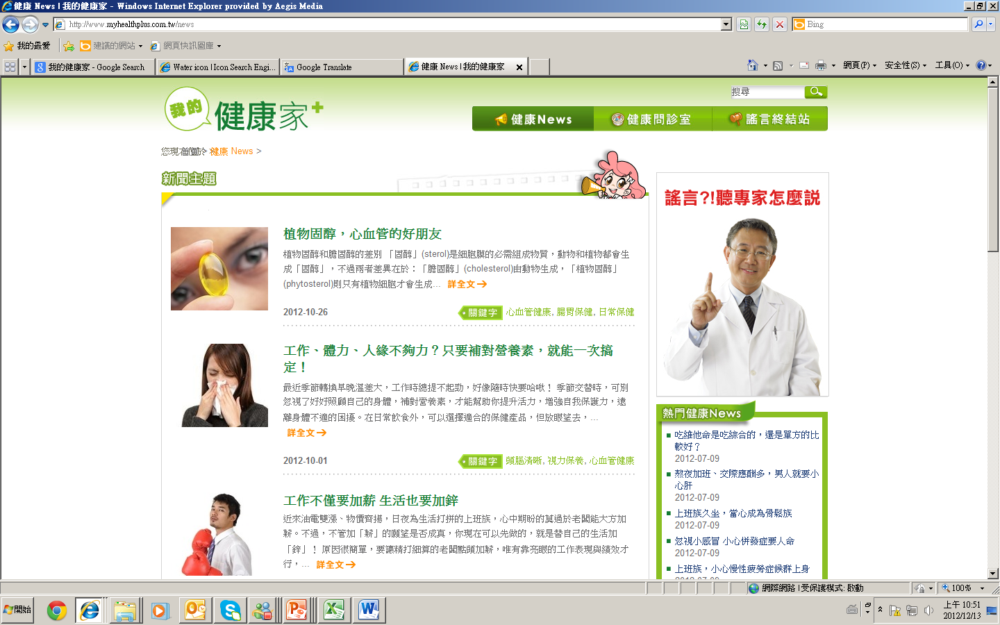 健康 News | 我的健康家 - Windows Internet Explorer provided by Aegis Media
http://www.myhealthplus.com.tw/news
Bing
我的最愛
建議的網站
網頁快訊圖庫
我的健康家 - Google Search
Water icon | Icon Search Engi...
Google Translate
健康 News | 我的健康家
網頁(P)
安全性(S)
工具(O)
搜尋
我的健康家+
健康News
健康問診室
謠言終結站
健康 News >
新聞主題
謠言?!聽專家怎麼說
植物固醇，心血管的好朋友
植物固醇和膽固醇的差別 「固醇」(sterol)是細胞膜的必需組成物質，動物和植物都會生
成「固醇」，不過兩者差異在於：「膽固醇」(cholesterol)由動物生成，「植物固醇」
(phytosterol)則只有植物細胞才會生成... 詳全文
2012-10-26
關鍵字 心血管健康, 腸胃保健, 日常保健
工作、體力、人緣不夠力？只要補對營養素，就能一次搞
定！
最近季節轉換早晚溫差大，工作時總提不起勁，好像隨時快要哈啾！ 季節交替時，可別
忽視了好好照顧自己的身體，補對營養素，才能幫助你提升活力，增強自我保護力，遠
離身體不適的困擾。在日常飲食外，可以選擇適合的保健產品，但放眼望去，...
詳全文
2012-10-01
關鍵字 頭腦清晰, 視力保養, 心血管健康
工作不僅要加薪 生活也要加鋅
近來油電雙漲、物價齊揚，日夜為生活打拼的上班族，心中期盼的莫過於老闆能大方加
薪。不過，不管加「薪」的願望是否成真，你現在可以先做的，就是替自己的生活加
「鋅」！ 原因很簡單，要讓精打細算的老闆點頭加薪，唯有靠亮眼的工作表現與績效才
行，... 詳全文
熱門健康News
吃維他命是吃綜合的，還是單方的比
較好？
2012-07-09
熬夜加班、交際應酬多，男人就要小
心肝
2012-07-09
上班族久坐，當心成為骨鬆族
2012-07-09
忽視小感冒 小心併發症要人命
2012-07-09
上班族，小心慢性疲勞症候群上身
網際網路 | 受保護模式: 啟動
100%
開始
上午 10:51
2012/12/13